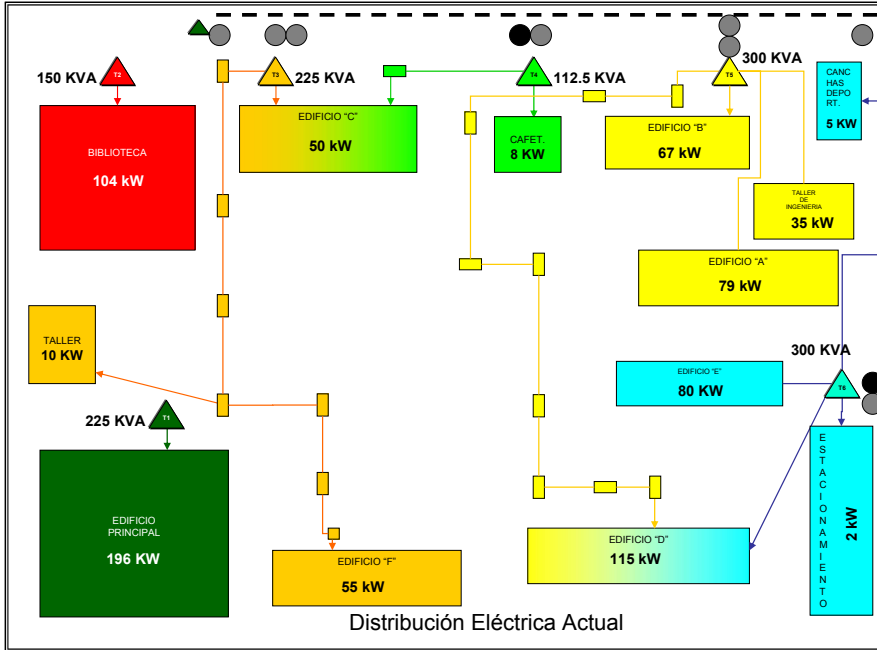 150 KVA
T2
T3
225 KVA
T4
112.5 KVA
300 KVA
T5
CANC
HAS
DEPO
RT.
5 KW
BIBLIOTECA
104 kW
EDIFICIO “C”
50 kW
CAFET.
8 KW
EDIFICIO “B”
67 kW
TALLER
DE
INGENIERIA
35 kW
EDIFICIO “A”
79 kW
TALLER
10 KW
300 KVA
T6
EDIFICIO “E”
80 KW
225 KVA
T1
EDIFICIO
PRINCIPAL
196 KW
ESTACIONAMIENTO
2 kW
EDIFICIO “D”
115 kW
EDIFICIO “F”
55 kW
Distribución Eléctrica Actual